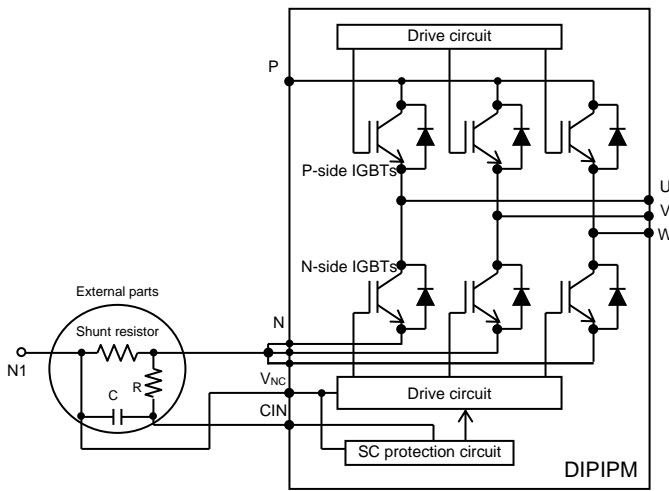 Drive circuit
P
P-side IGBTs
U
V
W
N-side IGBTs
External parts
Shunt resistor
N
N1
R
C
VNC
Drive circuit
CIN
SC protection circuit
DIPIPM